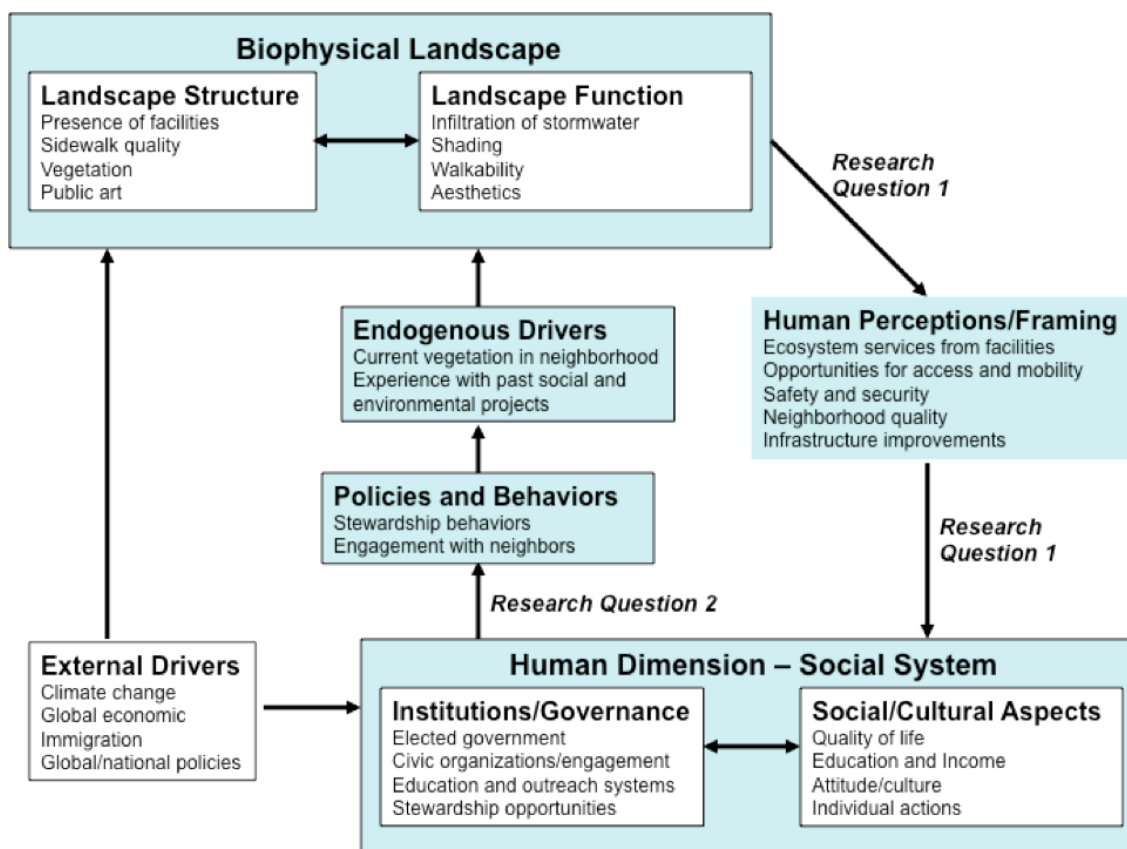 Biophysical Landscape
Landscape Structure
Presence of facilities
Sidewalk quality
Vegetation
Public art
Landscape Function
Infiltration of stormwater
Shading
Walkability
Aesthetics
Research
Question 1
Human Perceptions/Framing
Ecosystem services from facilities
Opportunities for access and mobility
Safety and security
Neighborhood quality
Infrastructure improvements
Endogenous Drivers
Current vegetation in neighborhood
Experience with past social and
environmental projects
Policies and Behaviors
Stewardship behaviors
Engagement with neighbors
Research
Question 1
Research Question 2
External Drivers
Climate change
Global economic
Immigration
Global/national policies
Human Dimension – Social System
Institutions/Governance
Elected government
Civic organizations/engagement
Education and outreach systems
Stewardship opportunities
Social/Cultural Aspects
Quality of life
Education and Income
Attitude/culture
Individual actions